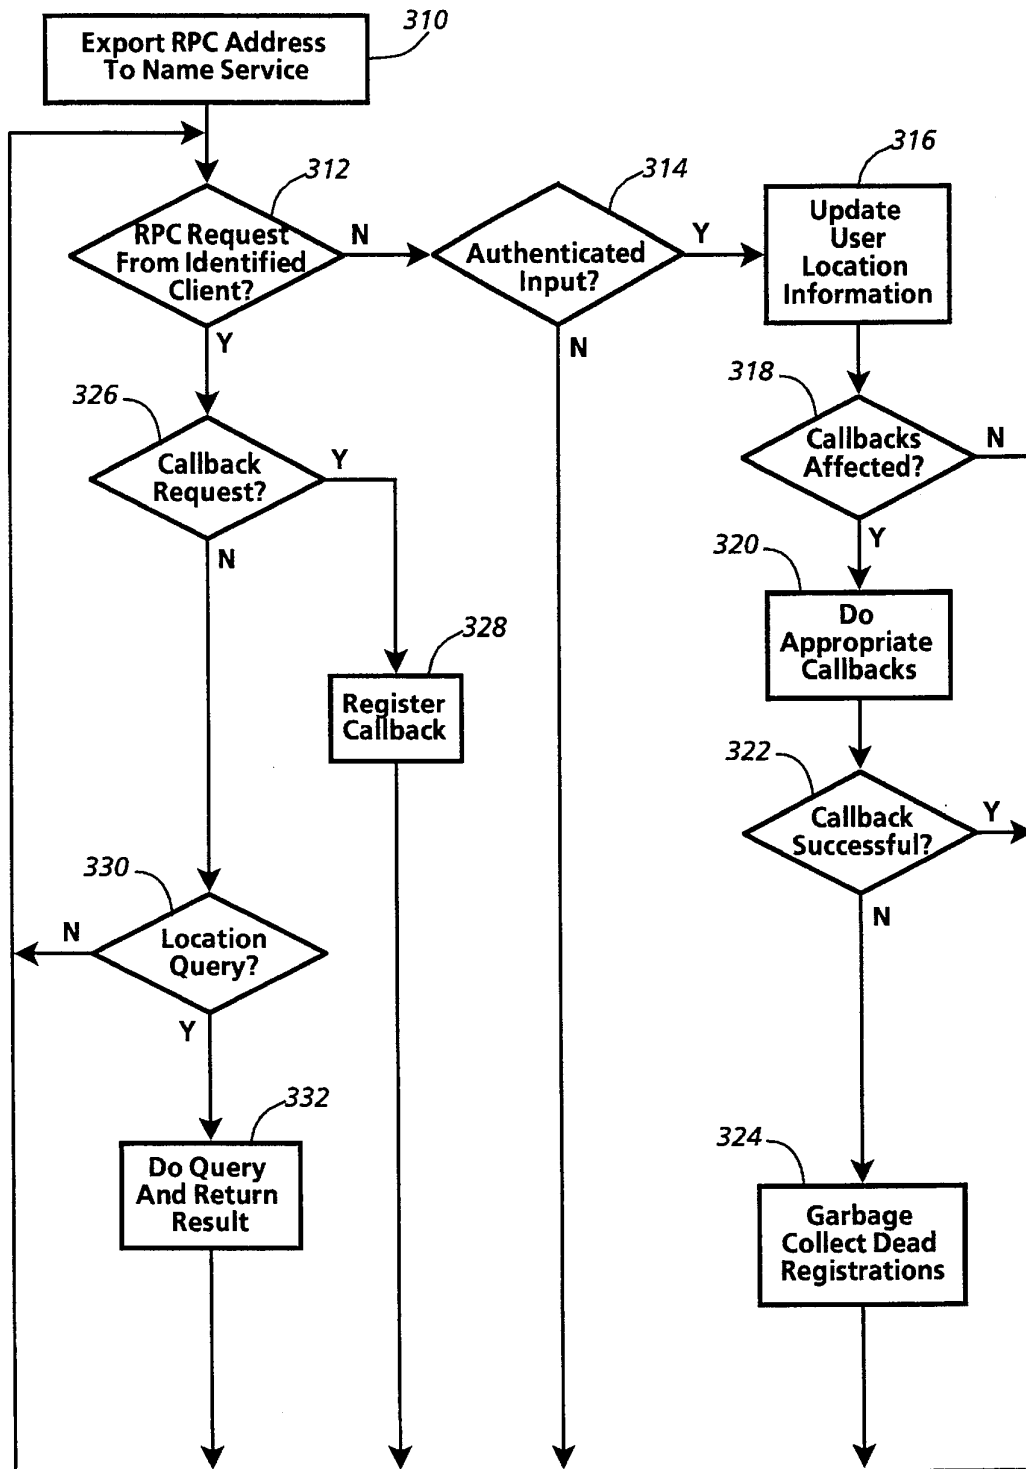 310
Export RPC Address
To Name Service
312
RPC Request
From Identified
Client?
N
Y
314
Authenticated
Input?
Y
N
316
Update
User
Location
Information
318
Callbacks
Affected?
N
Y
320
Do
Appropriate
Callbacks
322
Callback
Successful?
Y
N
324
Garbage
Collect Dead
Registrations
326
Callback
Request?
Y
N
328
Register
Callback
330
Location
Query?
N
Y
332
Do Query
And Return
Result